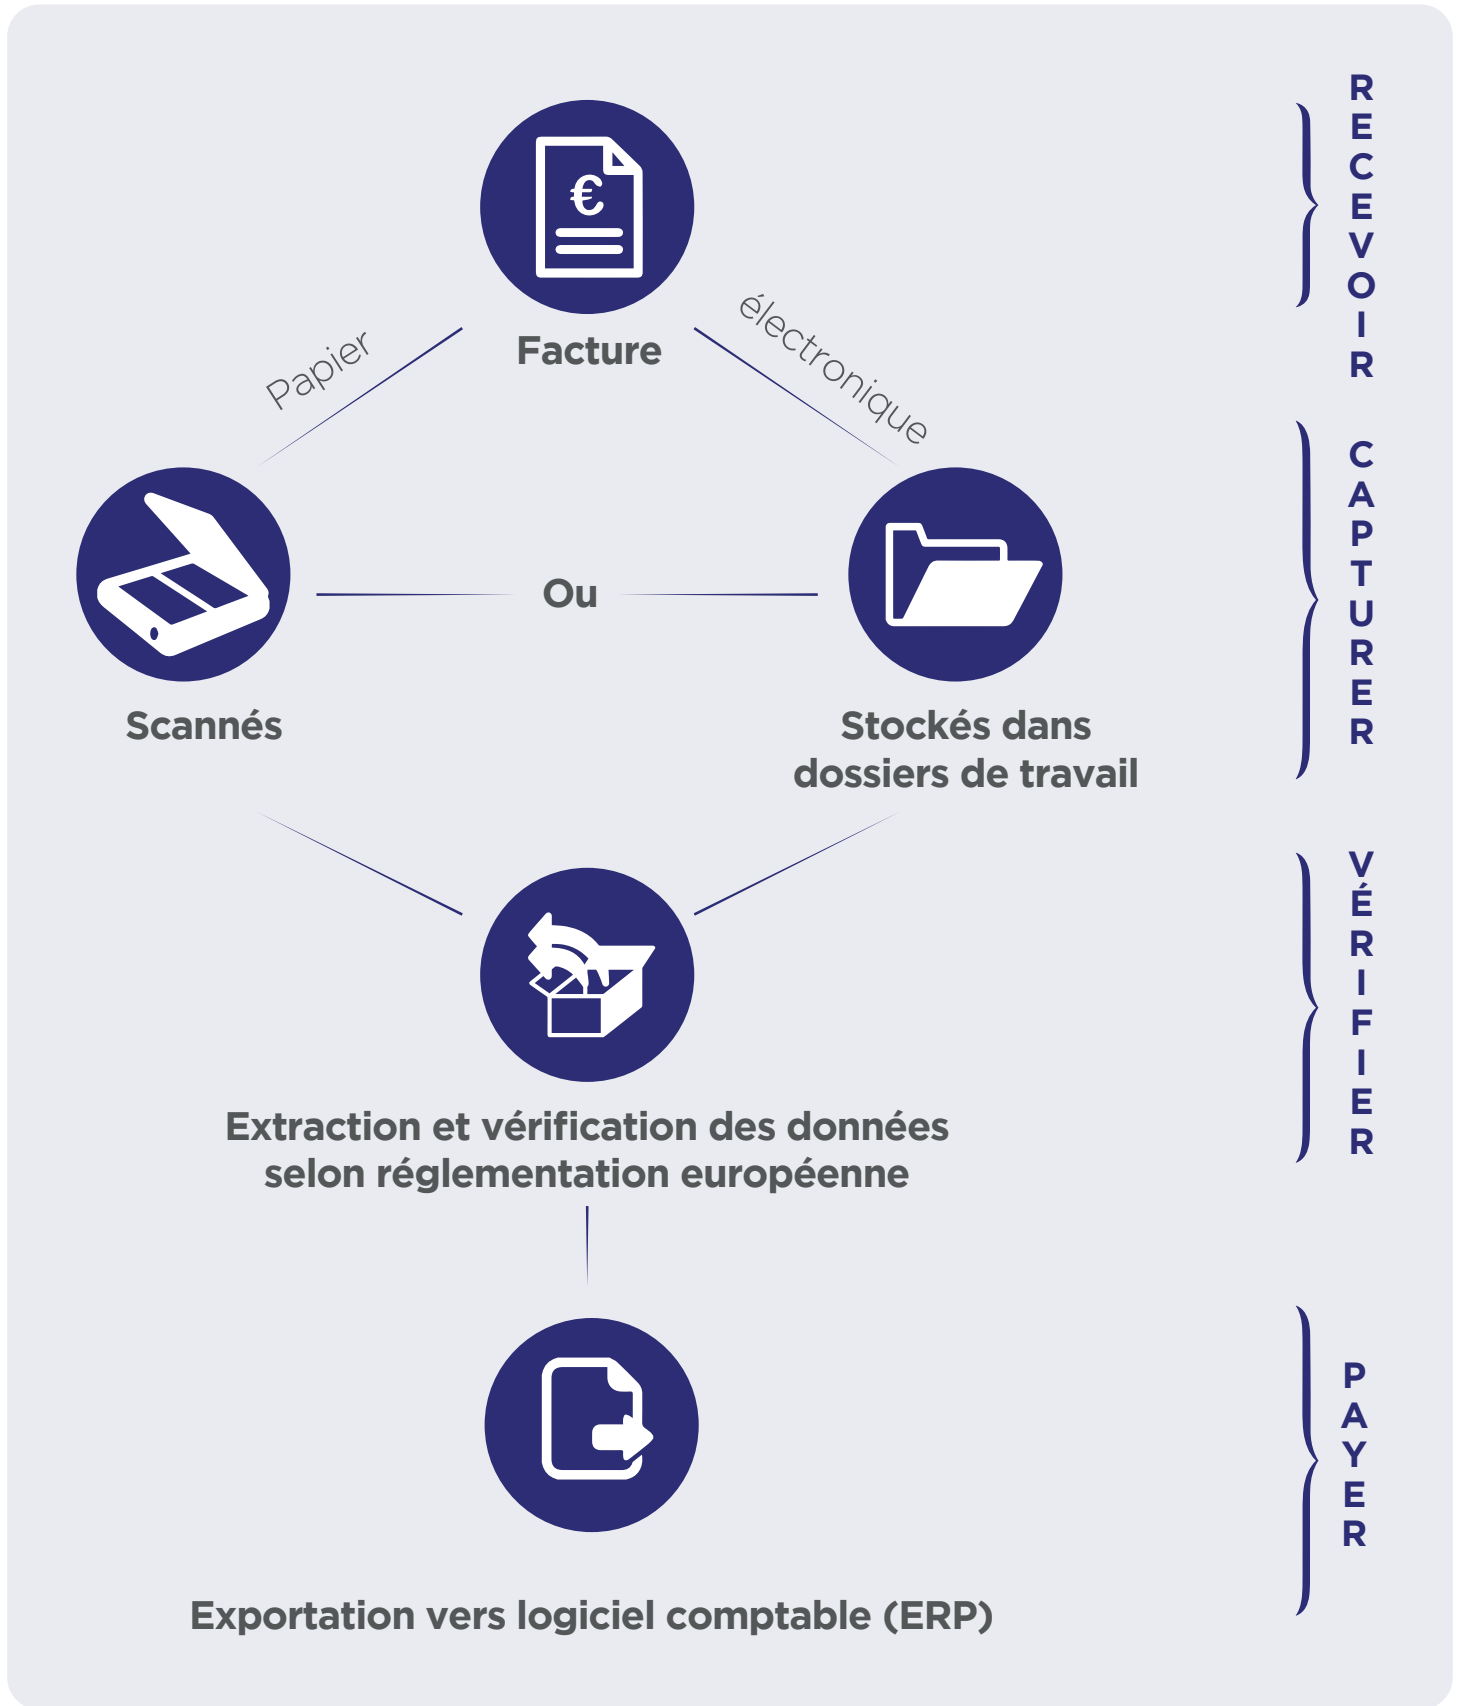 RECEVOIR
€
Facture
Papier
électronique
CAPTURER
Ou
Scannés
Stockés dans
dossiers de travail
VÉRIFIER
Extraction et vérification des données
selon réglementation européenne
PAYER
Exportation vers logiciel comptable (ERP)